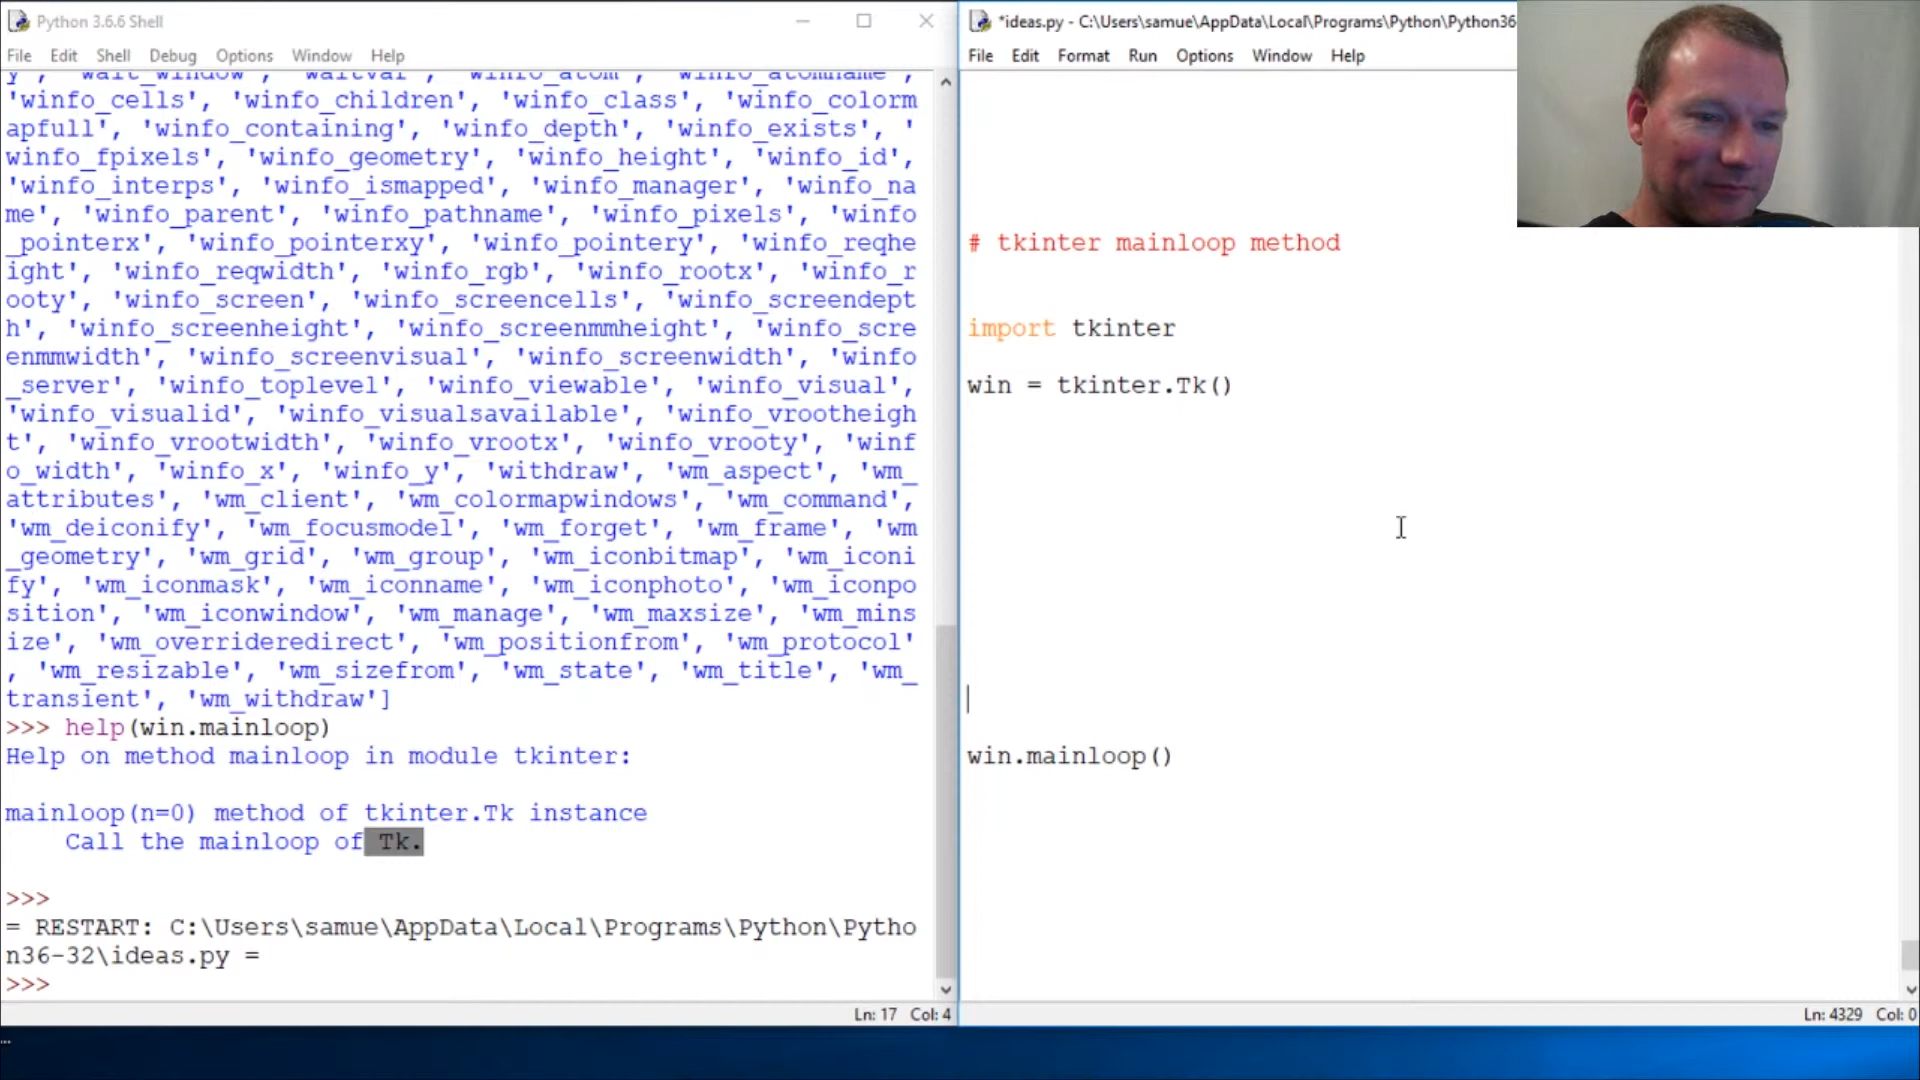 Python 3.6.6 Shell
File Edit Shell Debug Options Window Help
y', 'wait_window', 'waitvar', 'winfo_atom', 'winfo_atomname',
'winfo_cells', 'winfo_children', 'winfo_class', 'winfo_colorm
apfull', 'winfo_containing', 'winfo_depth', 'winfo_exists', '
winfo_fpixels', 'winfo_geometry', 'winfo_height', 'winfo_id',
'winfo_interps', 'winfo_ismapped', 'winfo_manager', 'winfo_na
me', 'winfo_parent', 'winfo_pathname', 'winfo_pixels', 'winfo
_pointerx', 'winfo_pointerxy', 'winfo_pointery', 'winfo_reqhe
ight', 'winfo_reqwidth', 'winfo_rgb', 'winfo_rootx', 'winfo_r
ooty', 'winfo_screen', 'winfo_screencells', 'winfo_screendept
h', 'winfo_screenheight', 'winfo_screenmmheight', 'winfo_scre
enmmwidth', 'winfo_screenvisual', 'winfo_screenwidth', 'winfo
_server', 'winfo_toplevel', 'winfo_viewable', 'winfo_visual',
'winfo_visualid', 'winfo_visualsavailable', 'winfo_vrootheigh
t', 'winfo_vrootwidth', 'winfo_vrootx', 'winfo_vrooty', 'winf
o_width', 'winfo_x', 'winfo_y', 'withdraw', 'wm_aspect', 'wm_
attributes', 'wm_client', 'wm_colormapwindows', 'wm_command',
'wm_deiconify', 'wm_focusmodel', 'wm_forget', 'wm_frame', 'wm
_geometry', 'wm_grid', 'wm_group', 'wm_iconbitmap', 'wm_iconi
fy', 'wm_iconmask', 'wm_iconname', 'wm_iconphoto', 'wm_iconpo
sition', 'wm_iconwindow', 'wm_manage', 'wm_maxsize', 'wm_mins
ize', 'wm_overrideredirect', 'wm_positionfrom', 'wm_protocol'
, 'wm_resizable', 'wm_sizefrom', 'wm_state', 'wm_title', 'wm_
transient', 'wm_withdraw']
>>> help(win.mainloop)
Help on method mainloop in module tkinter:
mainloop(n=0) method of tkinter.Tk instance
Call the mainloop of Tk.
>>>
= RESTART: C:\Users\samue\AppData\Local\Programs\Python\Pytho
n36-32\ideas.py =
>>>
Ln: 17 Col: 4
*ideas.py - C:\Users\samue\AppData\Local\Programs\Python\Python36
File Edit Format Run Options Window Help
# tkinter mainloop method
import tkinter
win = tkinter.Tk()
win.mainloop()
Ln: 4329 Col: 0